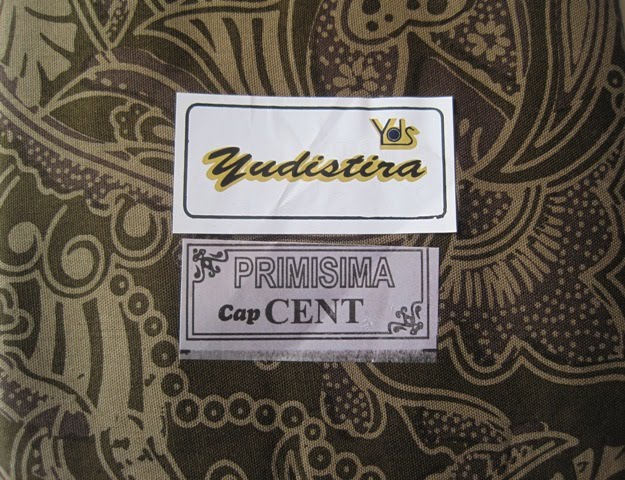 Yds
Yudistira
PRIMISIMA
Cap CENT